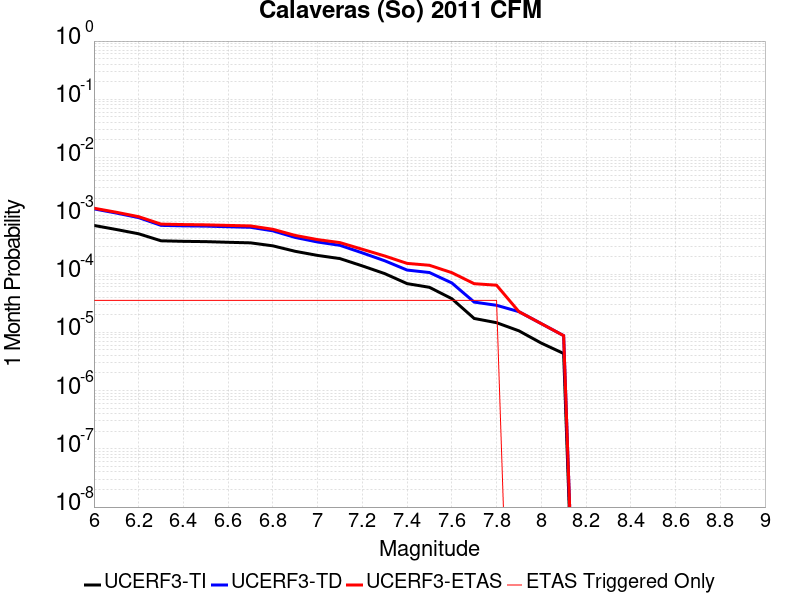 Calaveras (So) 2011 CFM
10 0
10 -1
10 -2
10 -3
10 -4
10 -5
10 -6
10 -7
10 -8
1 Month Probability
6 6.2 6.4 6.6 6.8 7 7.2 7.4 7.6 7.8 8 8.2 8.4 8.6 8.8 9
Magnitude
UCERF3-TI UCERF3-TD UCERF3-ETAS ETAS Triggered Only